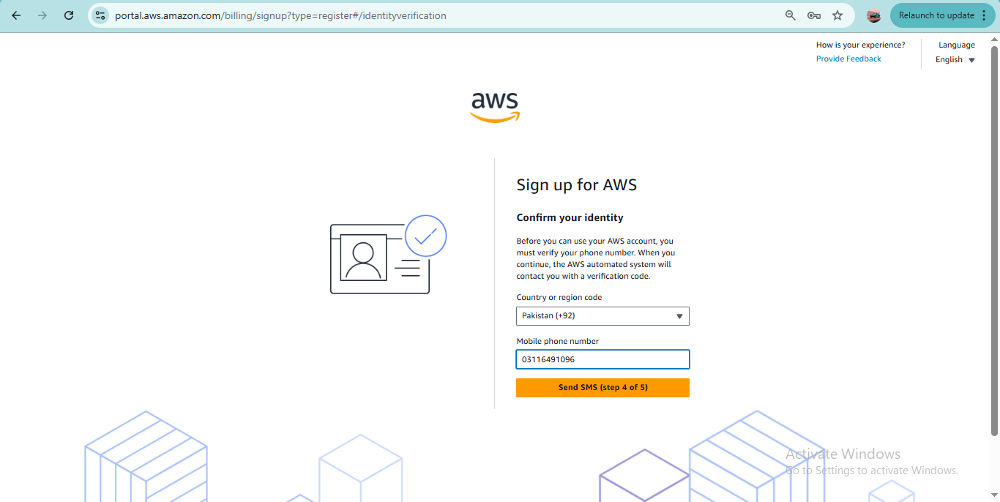 portal.aws.amazon.com/billing/signup?type=register#/identityverification
Relaunch to update
How is your experience?
Provide Feedback
Language
English
aws
Sign up for AWS
Confirm your identity
Before you can use your AWS account, you
must verify your phone number. When you
continue, the AWS automated system will
contact you with a verification code.
Country or region code
Pakistan (+92)
Mobile phone number
03116491096
Send SMS (step 4 of 5)
Activate Windows
Go to Settings to activate Windows.